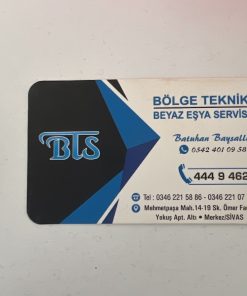 BTS
BÖLGE TEKNİK
BEYAZ EŞYA SERVİS
Batuhan Baysall
0542 401 09 58
444 9 462
Tel : 0346 221 58 86 - 0346 221 07
Mehmetpaşa Mah.14-19 Sk. Ömer Fa
Yokuş Apt. Altı • Merkez/SİVAS